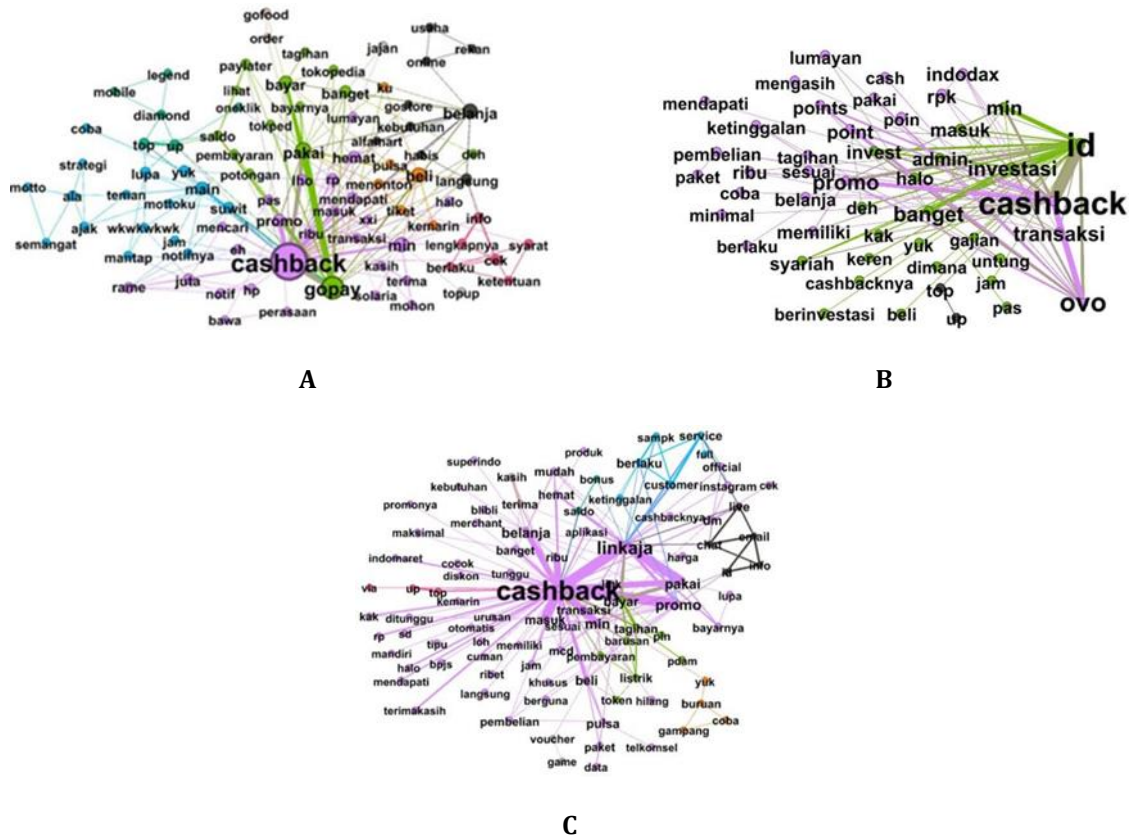 gofood
order
tagihan
jajan
usaha
rekan
online
legend
paylater
tokopedia
mobile
lihat
bayar
banget
ku
diamond
oneklik
bayarnya
gostore
belanja
coba
tokped
lumayan
kebutuhan
saldo
alfamart
top
up
pembayaran
pakai
hemat
habis
deh
strategi
lupa
yuk
potongan
pulsa
beli
langsung
motto
ala
teman
main
lho
rp
menonton
mottoku
suwit
pas
mendapati
halo
promo
masuk
xxi
tiket
info
ajak
wkwkwkwk
mencari
ribu
transaksi
kemarin
semangat
jam
min
lengkapnya
syarat
mantap
notifnya
eh
cashback
kasih
berlaku
cek
rame
juta
notif
hp
gopay
terima
ketentuan
solaria
topup
mohon
bawa
perasaan
A
lumayan
mengasih
cash
indodax
mendapati
points
pakai
rpk
min
poin
ketinggalan
point
masuk
id
pembelian
tagihan
invest
admin
investasi
paket
ribu
sesuai
promo
halo
coba
belanja
cashback
minimal
deh
banget
memiliki
transaksi
berlaku
kak
yuk
gajian
syariah
keren
dimana
untung
cashbacknya
top
jam
ovo
berinvestasi
beli
up
pas
B
sampk
service
produk
full
superindo
berlaku
official
kasih
mudah
kebutuhan
bonus
customer
instagram
cek
hemat
ketinggalan
promonya
blibli
terima
saldo
live
merchant
cashbacknya
dm
maksimal
belanja
aplikasi
email
banget
linkaja
chat
indomaret
ribu
harga
cocok
info
diskon
tunggu
id
via
up
top
cashback
link
pakai
kemarin
bayar
promo
lupa
kak
ditunggu
urusan
transaksi
masuk
sesuai
min
tagihan
bayarnya
otomatis
rp
sd
barusan
pln
tipu
loh
memiliki
mandiri
cuman
mcd
pembayaran
pdam
halo
bpjs
ribet
jam
mendapati
khusus
beli
listrik
yuk
langsung
berguna
token
hilang
buruan
terimakasih
coba
pembelian
pulsa
gampang
voucher
paket
telkomsel
game
data
C